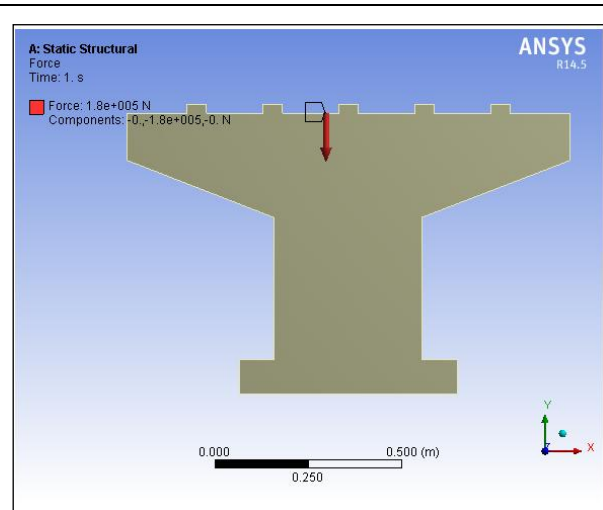 A: Static Structural
Force
Time: 1. s
Force: 1.8e+005 N
Components: -0.,-1.8e+005,-0. N
ANSYS
R14.5
0.000
0.500 (m)
0.250
Y
Z
X